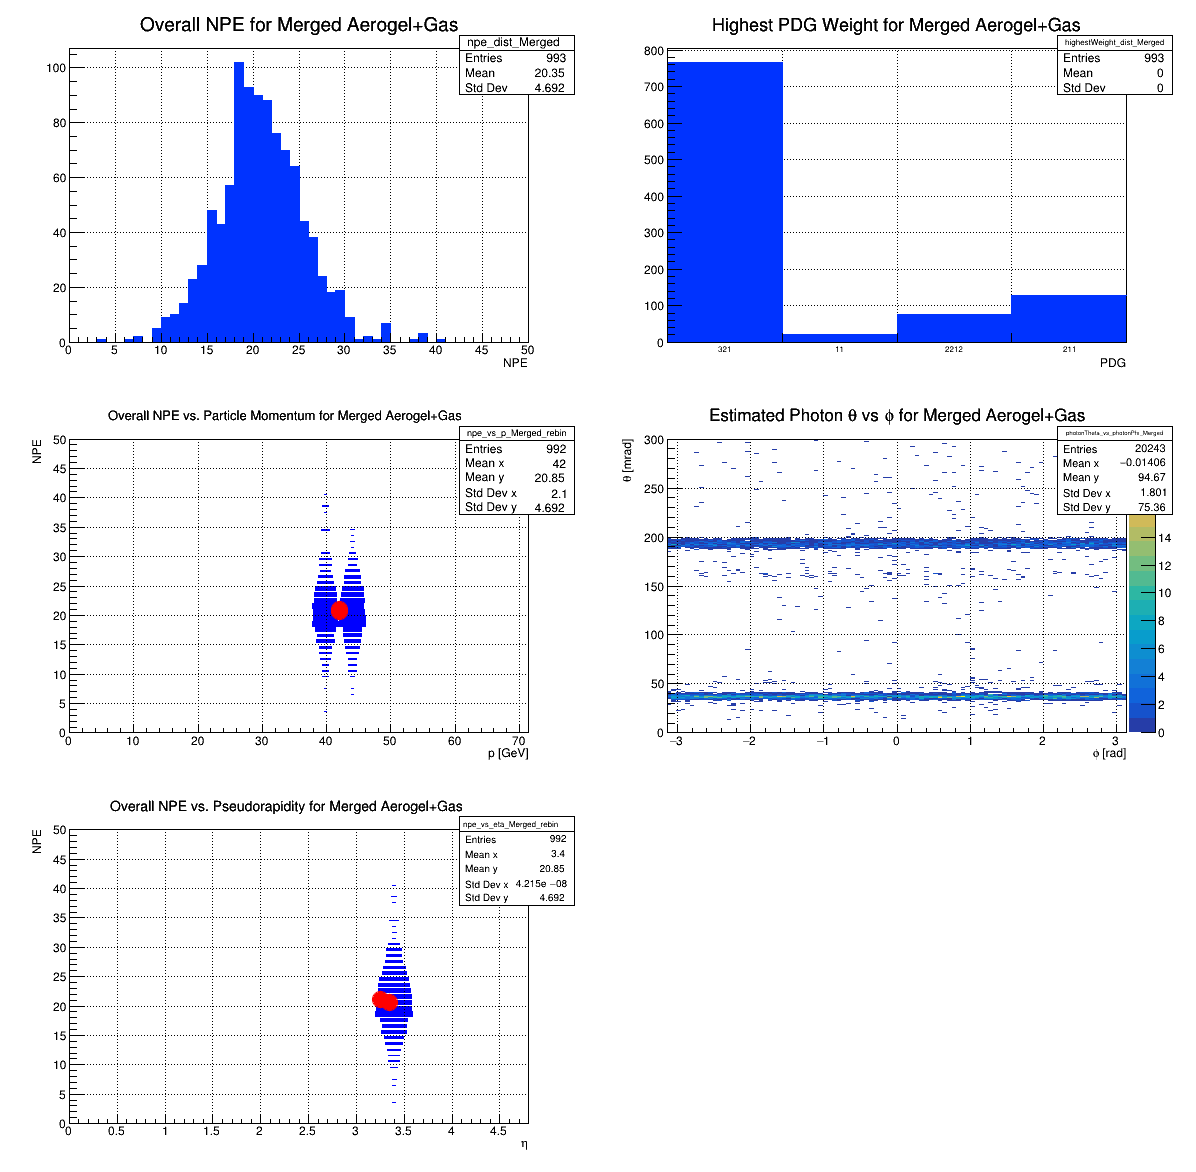 Overall NPE for Merged Aerogel+Gas
npe_dist_Merged
Entries 993
Mean 20.35
Std Dev 4.692
100
80
60
40
20
0
0 5 10 15 20 25 30 35 40 45 50
NPE
Highest PDG Weight for Merged Aerogel+Gas
highestWeight_dist_Merged
Entries 993
Mean 0
Std Dev 0
800
700
600
500
400
300
200
100
0
321 11 2212 211
PDG
Overall NPE vs. Particle Momentum for Merged Aerogel+Gas
npe_vs_p_Merged_rebin
Entries 992
Mean x 42
Mean y 20.85
Std Dev x 2.1
Std Dev y 4.692
NPE
50
45
40
35
30
25
20
15
10
5
0
0 10 20 30 40 50 60 70
p [GeV]
Estimated Photon θ vs ϕ for Merged Aerogel+Gas
photonTheta_vs_photonPhi_Merged
Entries 20243
Mean x −0.01406
Mean y 94.67
Std Dev x 1.801
Std Dev y 75.36
θ [mrad]
300
250
200
150
100
50
0
−3 −2 −1 0 1 2 3
ϕ [rad]
14
12
10
8
6
4
2
0
Overall NPE vs. Pseudorapidity for Merged Aerogel+Gas
npe_vs_eta_Merged_rebin
Entries 992
Mean x 3.4
Mean y 20.85
Std Dev x 4.215e −08
Std Dev y 4.692
NPE
50
45
40
35
30
25
20
15
10
5
0
0 0.5 1 1.5 2 2.5 3 3.5 4 4.5
η